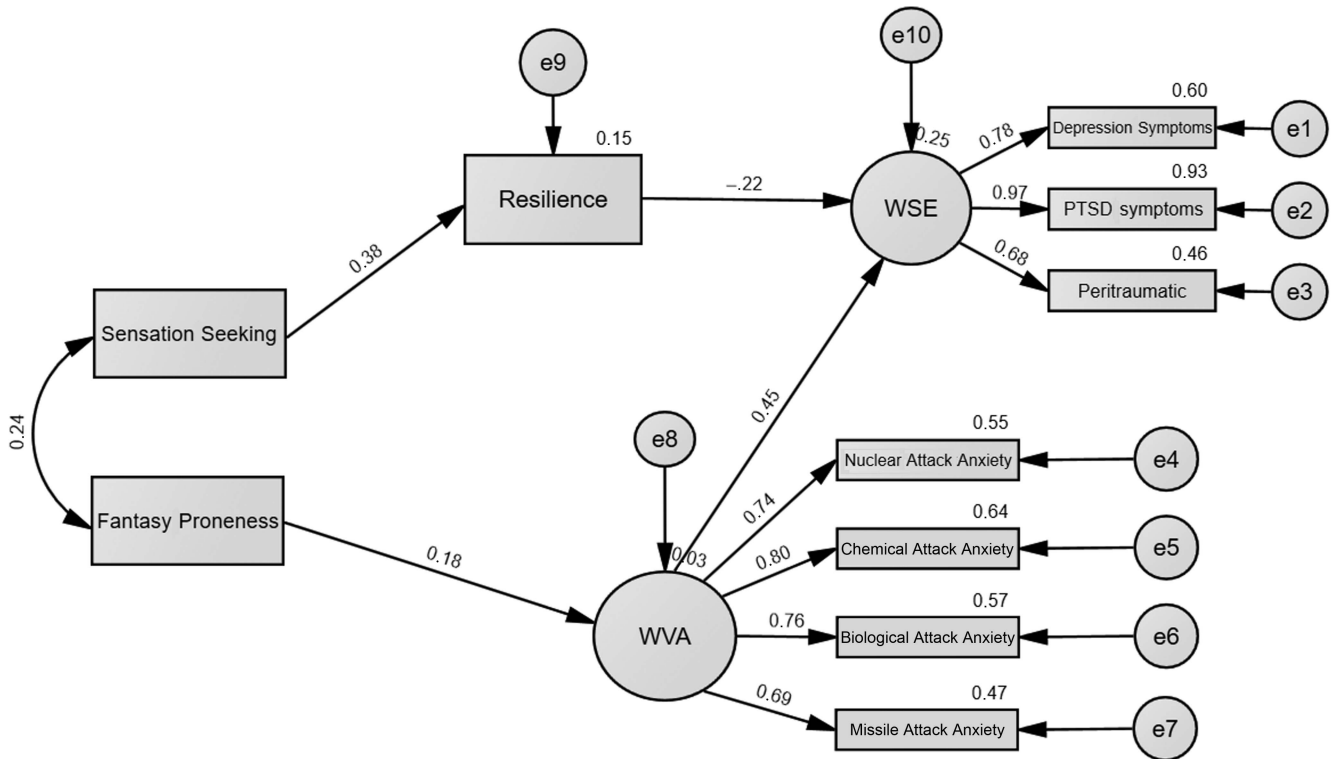 e10
e9
0.60
0.15
0.25
0.78
Depression Symptoms
e1
Resilience
–.22
0.93
WSE
0.97
PTSD symptoms
e2
0.38
0.68
0.46
Peritraumatic
e3
Sensation Seeking
0.24
0.45
e8
0.55
Nuclear Attack Anxiety
e4
Fantasy Proneness
0.74
0.64
0.18
0.03
0.80
Chemical Attack Anxiety
e5
0.57
WVA
0.76
Biological Attack Anxiety
e6
0.69
0.47
Missile Attack Anxiety
e7